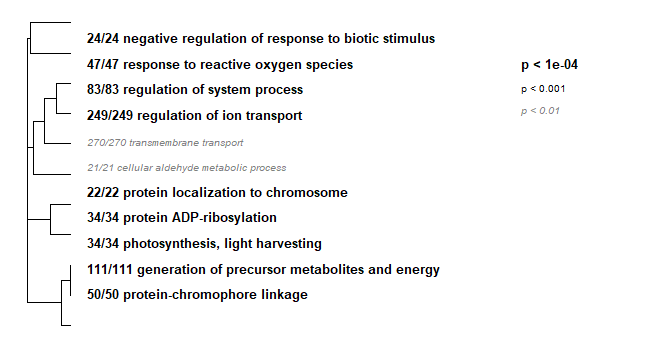 24/24 negative regulation of response to biotic stimulus
47/47 response to reactive oxygen species
p < 1e-04
83/83 regulation of system process
p < 0.001
249/249 regulation of ion transport
p < 0.01
270/270 transmembrane transport
21/21 cellular aldehyde metabolic process
22/22 protein localization to chromosome
34/34 protein ADP-ribosylation
34/34 photosynthesis, light harvesting
111/111 generation of precursor metabolites and energy
50/50 protein-chromophore linkage